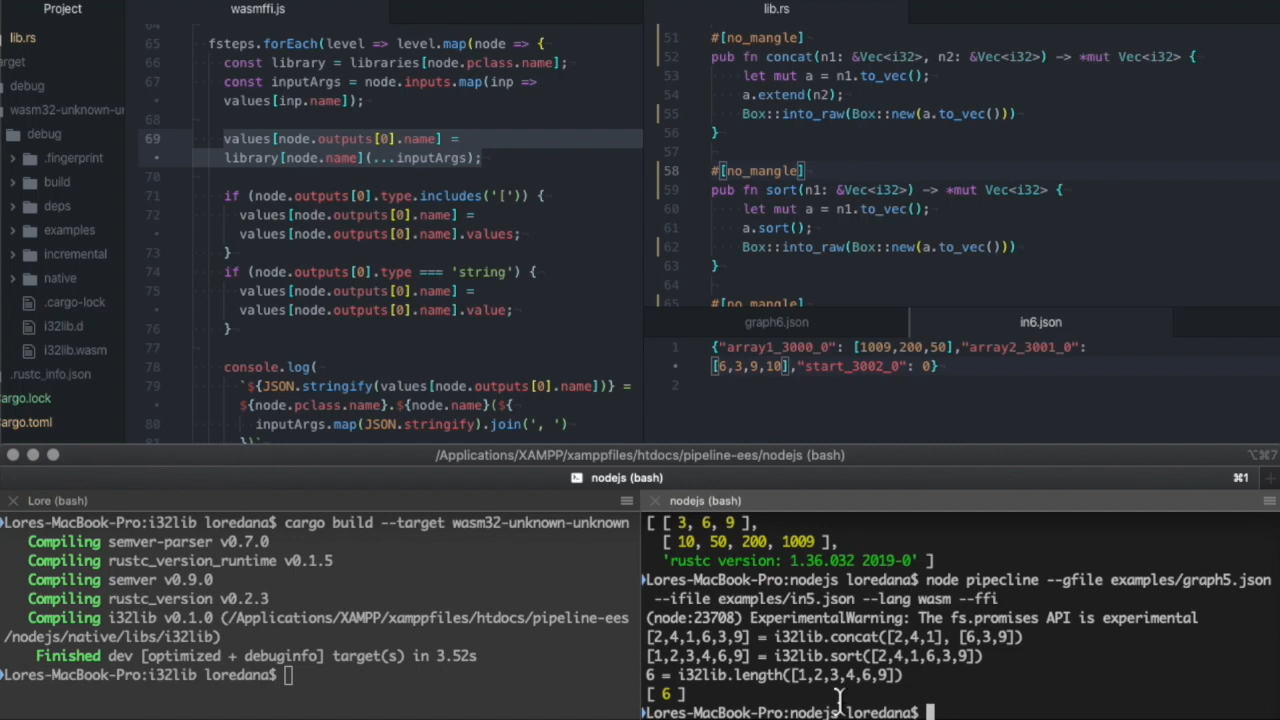 Project
lib.rs
arget
debug
wasm32-unknown-un
debug
.fingerprint
build
deps
examples
incremental
native
.cargo-lock
i32lib.d
i32lib.wasm
.rustc_info.json
Cargo.lock
argo.toml
wasmffi.js
64
65 fsteps.forEach(level => level.map(node => {
66 const library = libraries[node.pclass.name];
67 const inputArgs = node.inputs.map(inp =>
values[inp.name]);
68
69 values[node.outputs[0].name] =
library[node.name](...inputArgs);
70
71 if (node.outputs[0].type.includes('[')) {
72 values[node.outputs[0].name] =
values[node.outputs[0].name].values;
73 }
74 if (node.outputs[0].type === 'string') {
75 values[node.outputs[0].name] =
values[node.outputs[0].name].value;
76 }
77
78 console.log(
79 `${JSON.stringify(values[node.outputs[0].name])} =
${node.pclass.name}.${node.name}(${
80 inputArgs.map(JSON.stringify).join(', ')
81 })`
lib.rs
51 #[no_mangle]
52 pub fn concat(n1: &Vec<i32>, n2: &Vec<i32>) -> *mut Vec<i32> {
53 let mut a = n1.to_vec();
54 a.extend(n2);
55 Box::into_raw(Box::new(a.to_vec()))
56 }
57
58 #[no_mangle]
59 pub fn sort(n1: &Vec<i32>) -> *mut Vec<i32> {
60 let mut a = n1.to_vec();
61 a.sort();
62 Box::into_raw(Box::new(a.to_vec()))
63 }
64
65 #[no_mangle]
graph6.json
in6.json
1 {"array1_3000_0": [1009,200,50],"array2_3001_0":
[6,3,9,10],"start_3002_0": 0}
2
/Applications/XAMPP/xamppfiles/htdocs/pipeline-ees/nodejs (bash)
⌥⌘7
nodejs (bash)
⌘1
Lore (bash)
Lores-MacBook-Pro:i32lib loredana$ cargo build --target wasm32-unknown-unknown
Compiling semver-parser v0.7.0
Compiling rustc_version_runtime v0.1.5
Compiling semver v0.9.0
Compiling rustc_version v0.2.3
Compiling i32lib v0.1.0 (/Applications/XAMPP/xamppfiles/htdocs/pipeline-ees
/nodejs/native/libs/i32lib)
Finished dev [optimized + debuginfo] target(s) in 3.52s
Lores-MacBook-Pro:i32lib loredana$
nodejs (bash)
[ [ 3, 6, 9 ],
[ 10, 50, 200, 1009 ],
'rustc version: 1.36.032 2019-0' ]
Lores-MacBook-Pro:nodejs loredana$ node pipecline --gfile examples/graph5.json
--ifile examples/in5.json --lang wasm --ffi
(node:23708) ExperimentalWarning: The fs.promises API is experimental
[2,4,1,6,3,9] = i32lib.concat([2,4,1], [6,3,9])
[1,2,3,4,6,9] = i32lib.sort([2,4,1,6,3,9])
6 = i32lib.length([1,2,3,4,6,9])
[ 6 ]
Lores-MacBook-Pro:nodejs loredana$